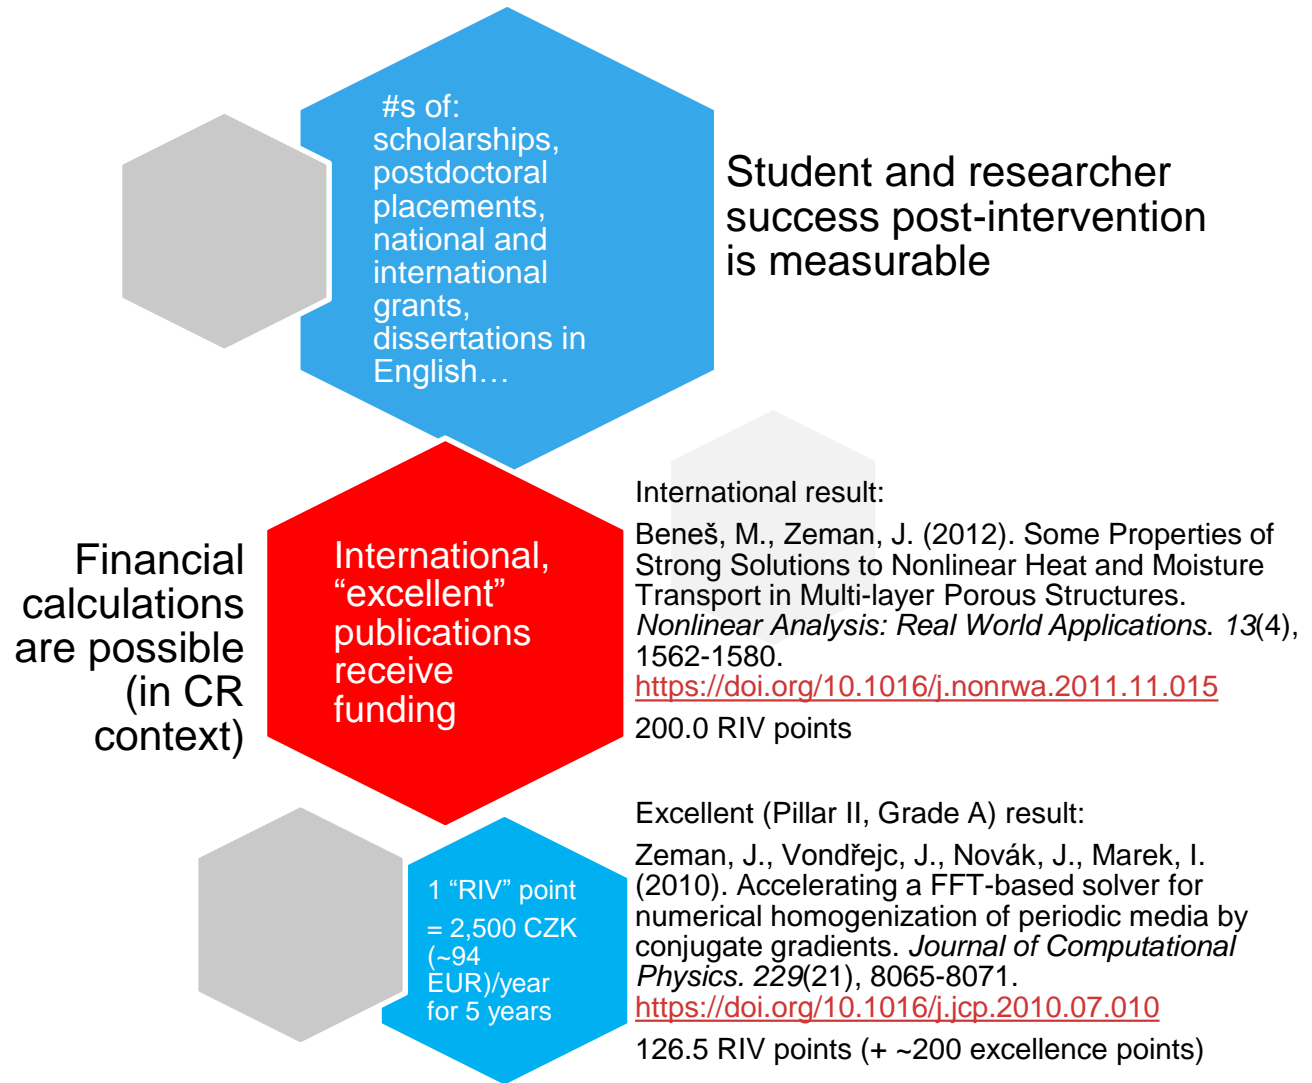 #s of:
scholarships,
postdoctoral
placements,
national and
international
grants,
dissertations in
English…
Student and researcher
success post-intervention
is measurable
Financial
calculations
are possible
(in CR
context)
International,
“excellent”
publications
receive
funding
International result:
Beneš, M., Zeman, J. (2012). Some Properties of
Strong Solutions to Nonlinear Heat and Moisture
Transport in Multi-layer Porous Structures.
Nonlinear Analysis: Real World Applications. 13(4),
1562-1580.
https://doi.org/10.1016/j.nonrwa.2011.11.015
200.0 RIV points
1 “RIV” point
= 2,500 CZK
(~94
EUR)/year
for 5 years
Excellent (Pillar II, Grade A) result:
Zeman, J., Vondřejc, J., Novák, J., Marek, I.
(2010). Accelerating a FFT-based solver for
numerical homogenization of periodic media by
conjugate gradients. Journal of Computational
Physics. 229(21), 8065-8071.
https://doi.org/10.1016/j.jcp.2010.07.010
126.5 RIV points (+ ~200 excellence points)